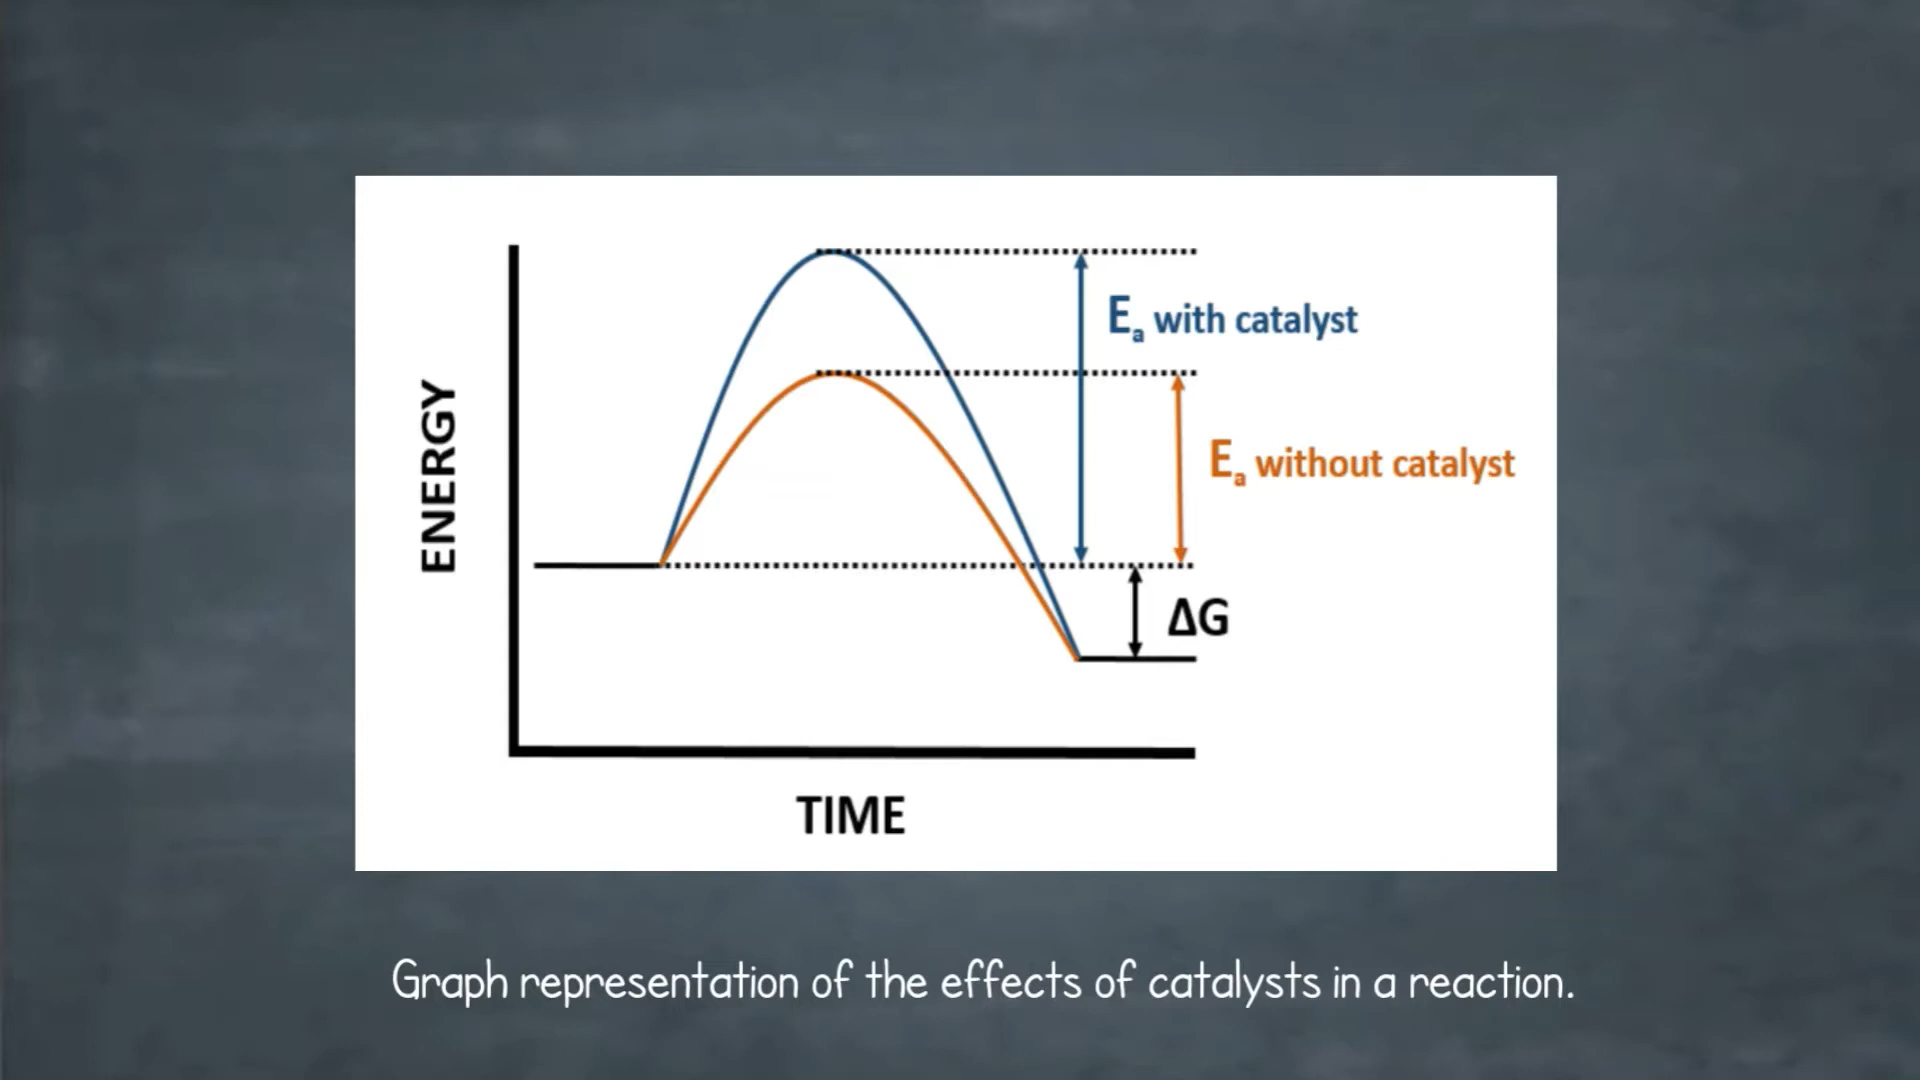 Ea with catalyst
Ea without catalyst
ENERGY
ΔG
TIME
Graph representation of the effects of catalysts in a reaction.